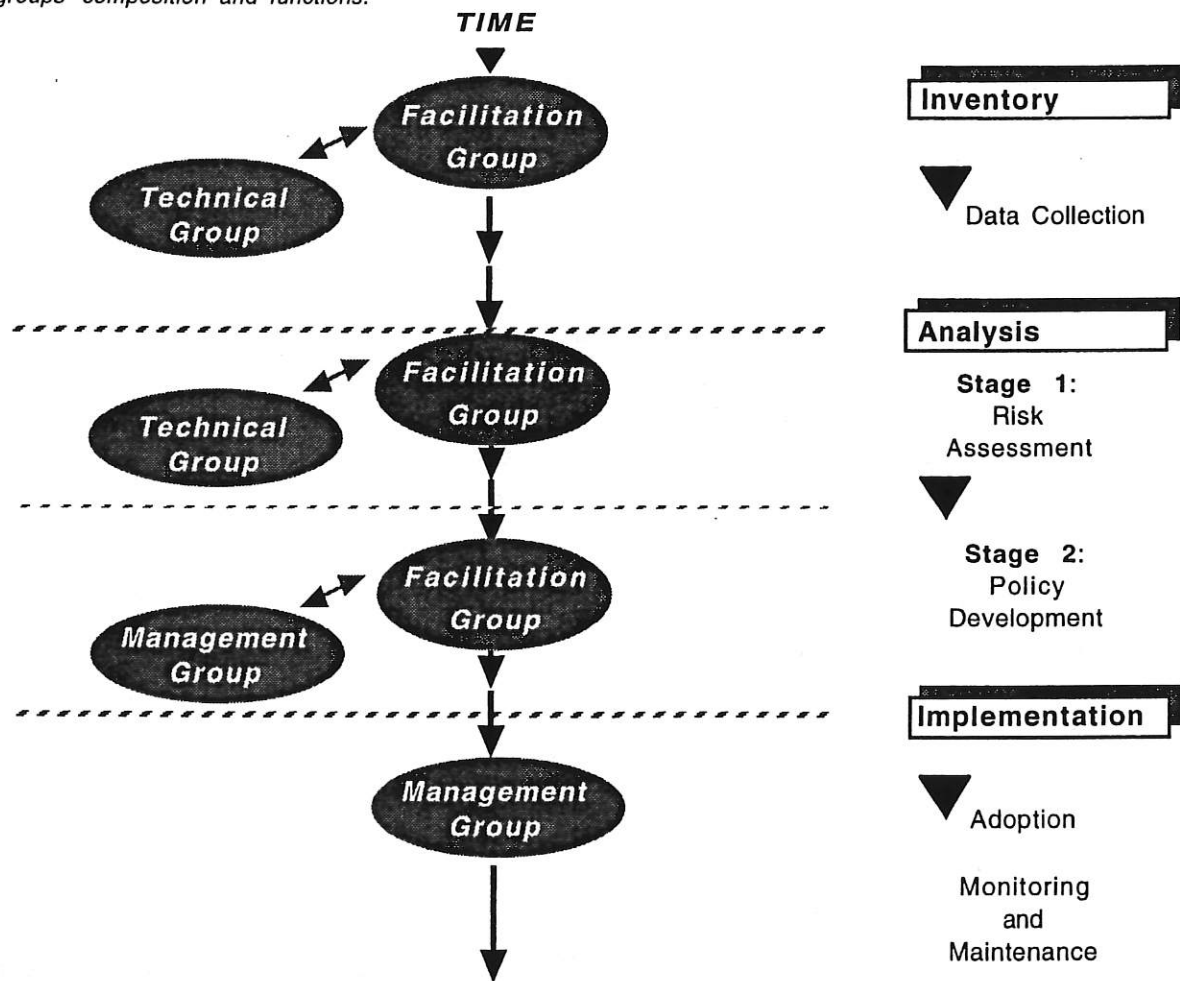 groups' composition and functions.
TIME
Facilitation
Group
Technical
Group
Inventory
Data Collection
Facilitation
Group
Technical
Group
Analysis
Stage 1:
Risk
Assessment
Facilitation
Group
Management
Group
Stage 2:
Policy
Development
Management
Group
Implementation
Adoption
Monitoring
and
Maintenance